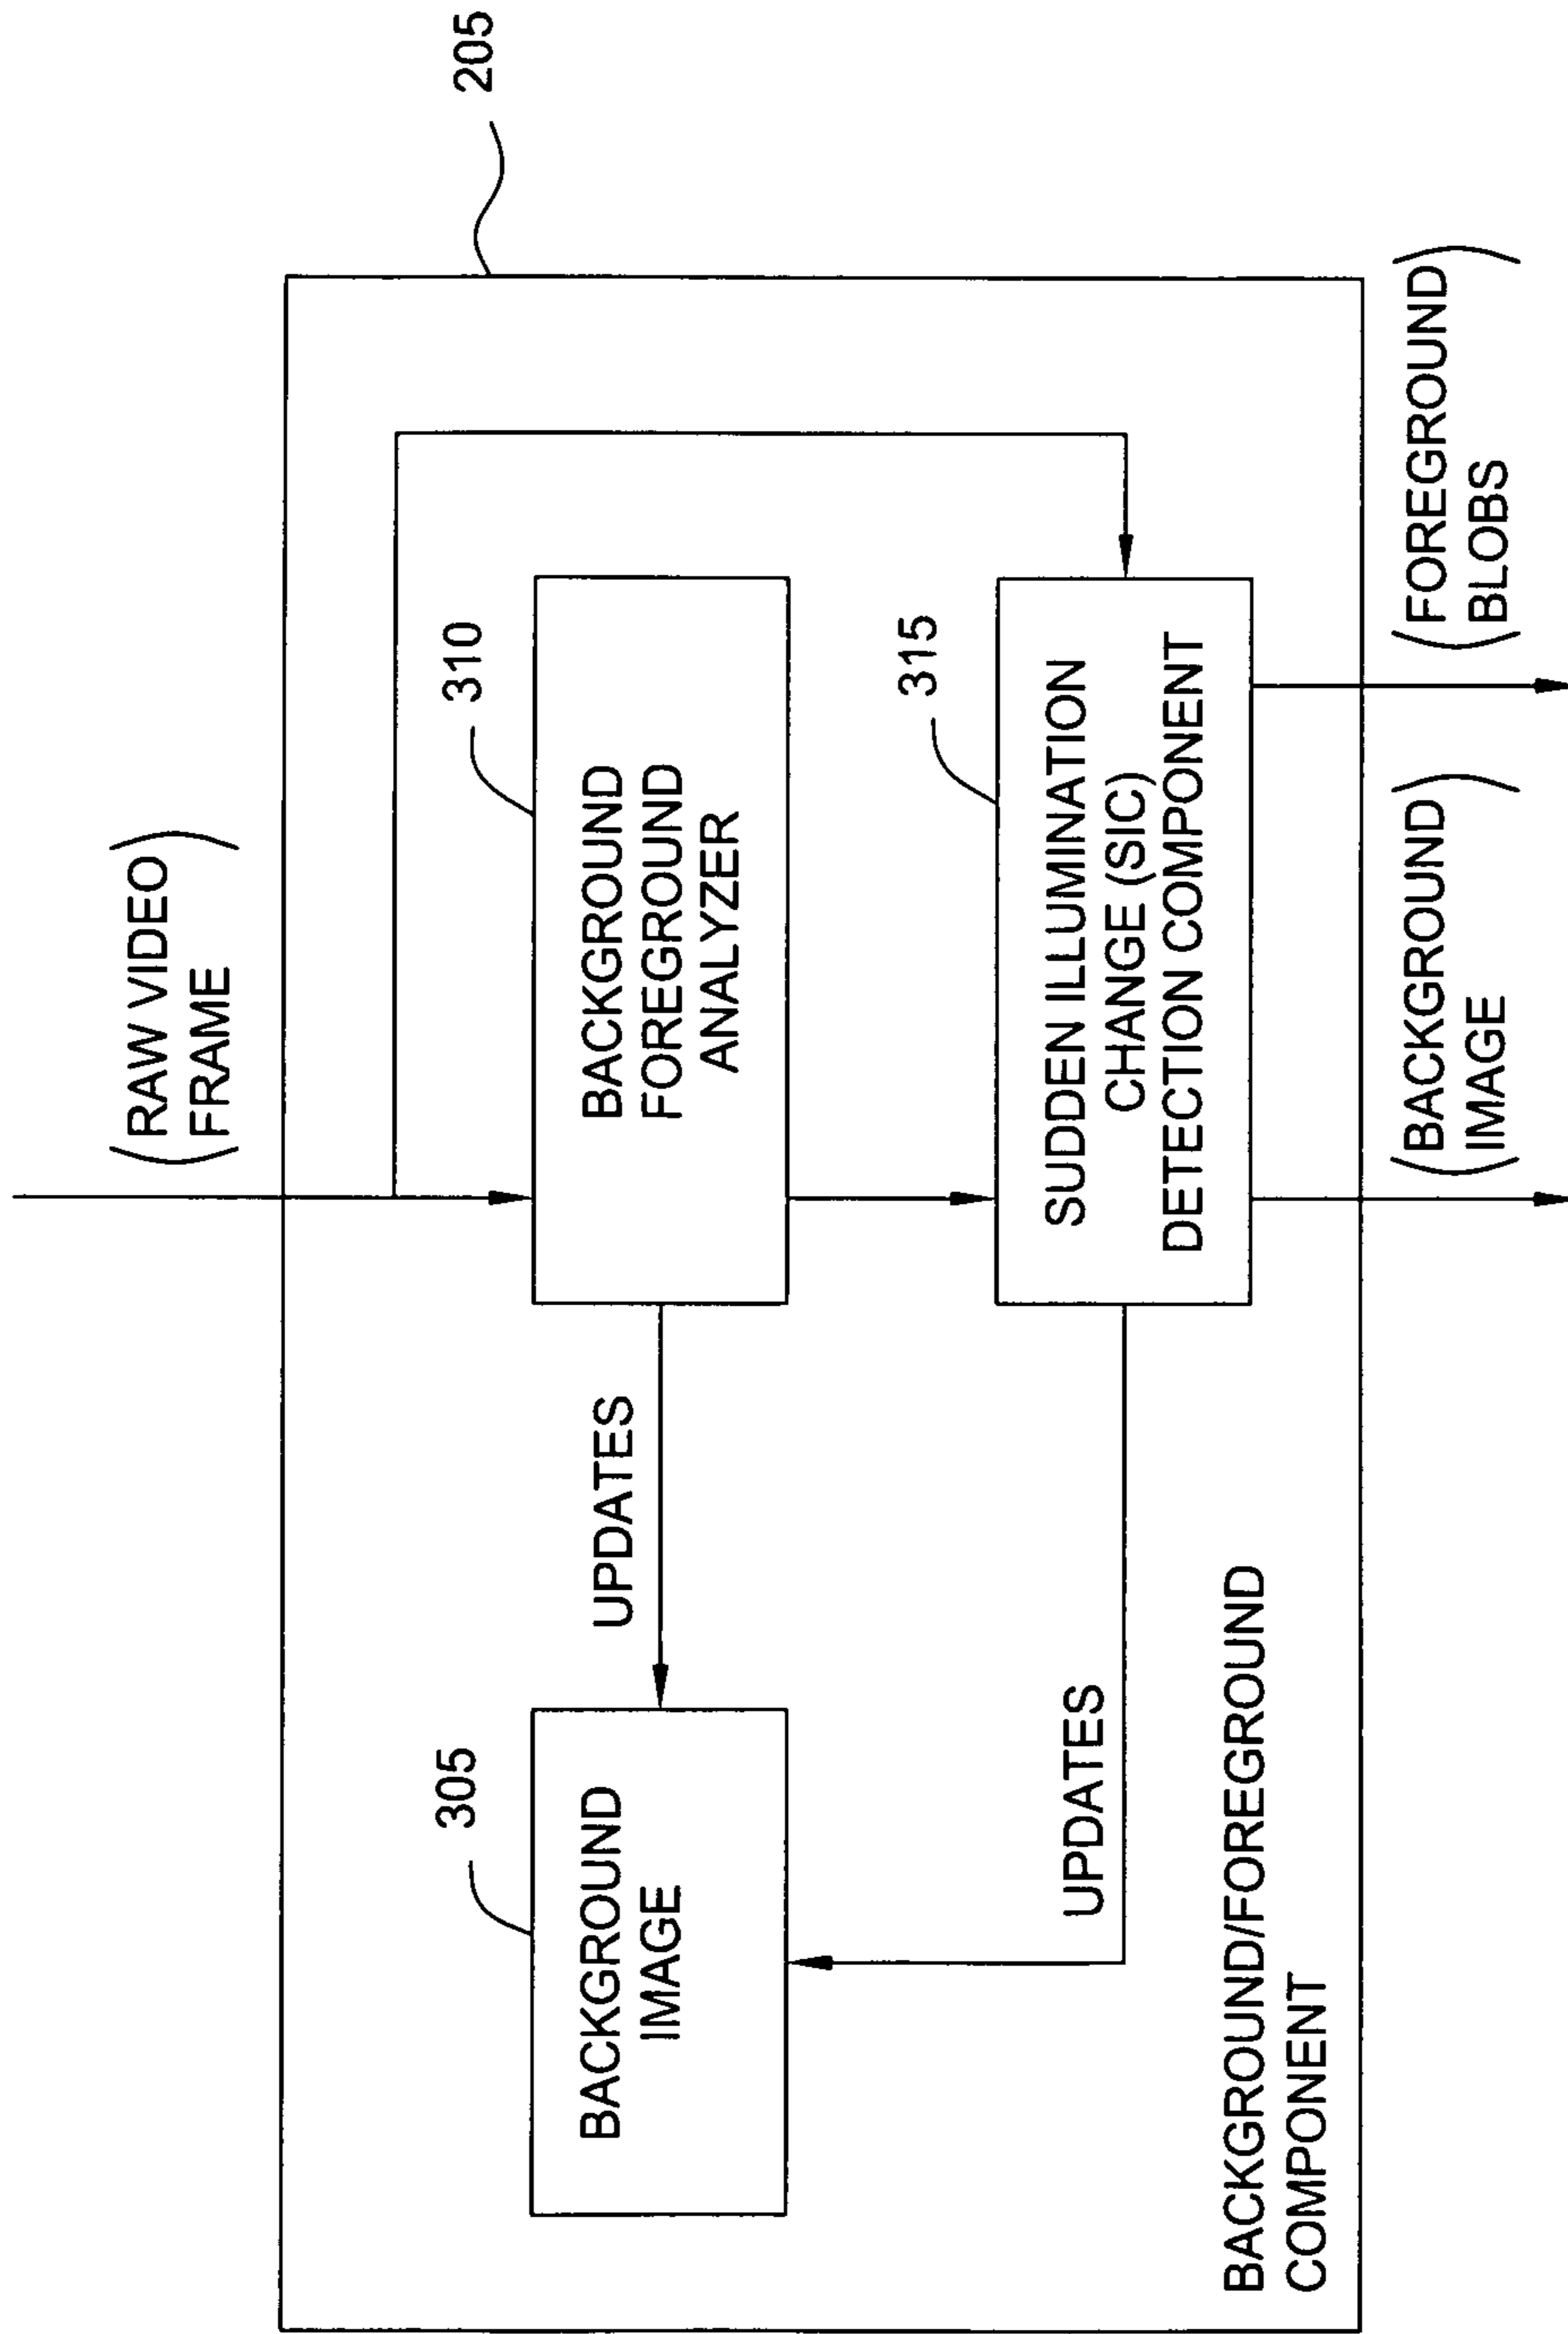 (RAW VIDEO
FRAME)
205
310
BACKGROUND
FOREGROUND
ANALYZER
UPDATES
305
BACKGROUND
IMAGE
315
SUDDEN ILLUMINATION
CHANGE (SIC)
DETECTION COMPONENT
UPDATES
BACKGROUND/FOREGROUND
COMPONENT
(BACKGROUND
IMAGE)
(FOREGROUND
BLOBS)